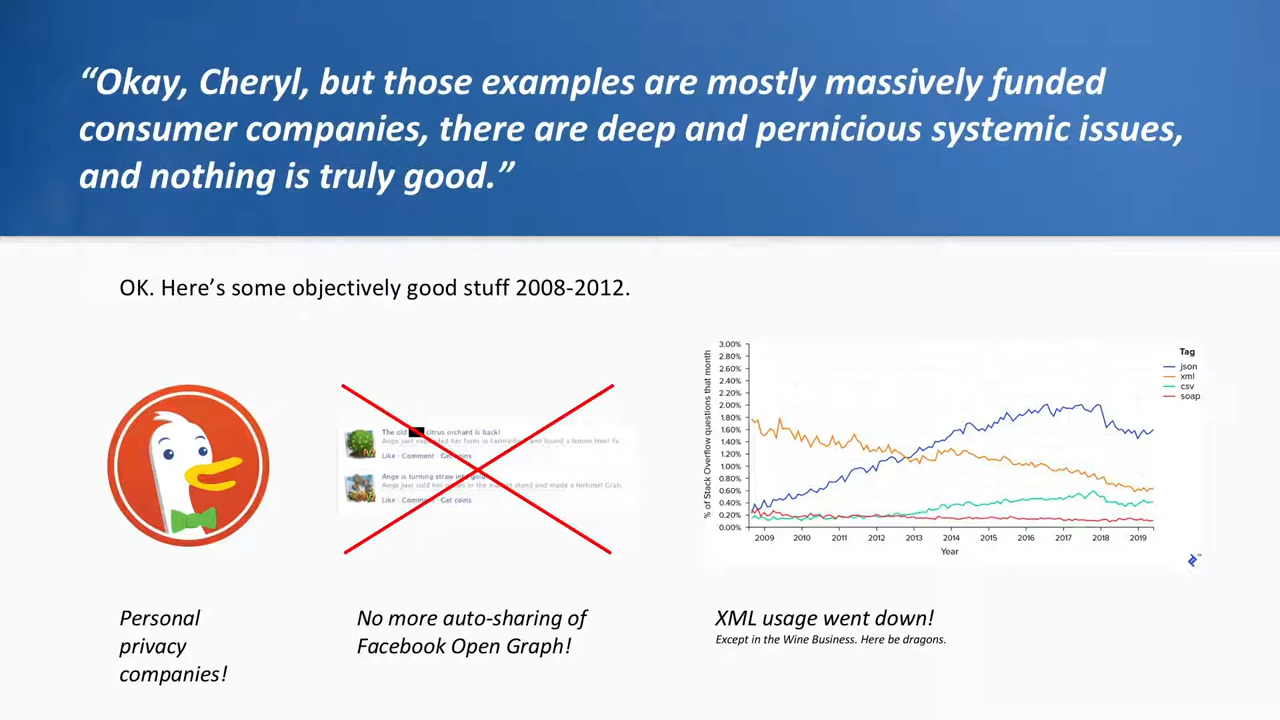 “Okay, Cheryl, but those examples are mostly massively funded
consumer companies, there are deep and pernicious systemic issues,
and nothing is truly good.”
OK. Here’s some objectively good stuff 2008-2012.
The old citrus orchard is back!
Like · Comment · Get coins
Ange is turning straw into gold
Like · Comment · Get coins
% of Stack Overflow questions that month
3.00%
2.80%
2.60%
2.40%
2.20%
2.00%
1.80%
1.60%
1.40%
1.20%
1.00%
0.80%
0.60%
0.40%
0.20%
0.00%
2009 2010 2011 2012 2013 2014 2015 2016 2017 2018 2019
Year
Tag
json
xml
csv
soap
Personal
privacy
companies!
No more auto-sharing of
Facebook Open Graph!
XML usage went down!
Except in the Wine Business. Here be dragons.